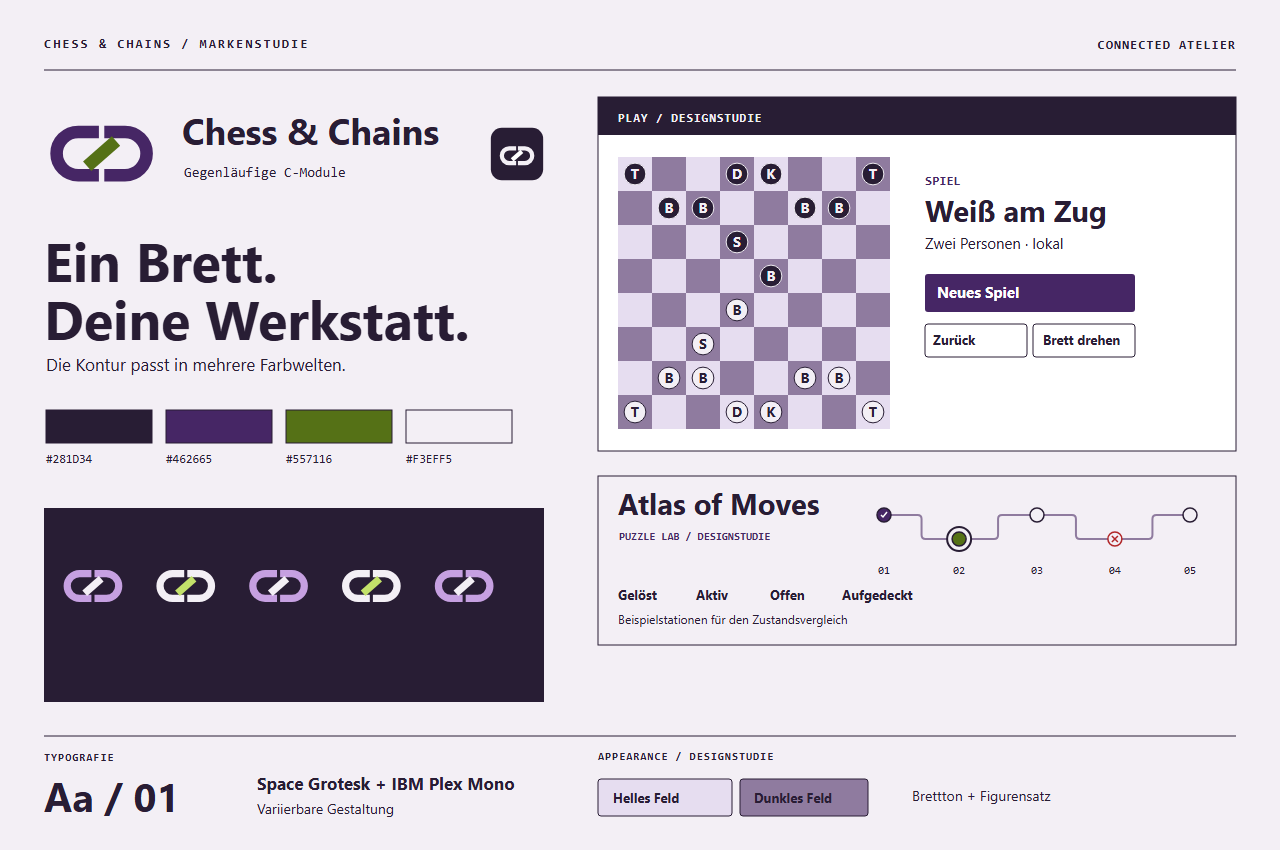 CHESS & CHAINS / MARKENSTUDIE
CONNECTED ATELIER
Chess & Chains
Gegenläufige C-Module
Ein Brett.
Deine Werkstatt.
Die Kontur passt in mehrere Farbwelten.
#281D34 #462665 #557116 #F3EFF5
PLAY / DESIGNSTUDIE
T D K T
B B B B
S
B
B
S
B B B B
T D K T
SPIEL
Weiß am Zug
Zwei Personen · lokal
Neues Spiel
Zurück Brett drehen
Atlas of Moves
PUZZLE LAB / DESIGNSTUDIE
01 02 03 04 05
Gelöst Aktiv Offen Aufgedeckt
Beispielstationen für den Zustandsvergleich
TYPOGRAFIE
Aa / 01
Space Grotesk + IBM Plex Mono
Variierbare Gestaltung
APPEARANCE / DESIGNSTUDIE
Helles Feld Dunkles Feld
Brettton + Figurensatz